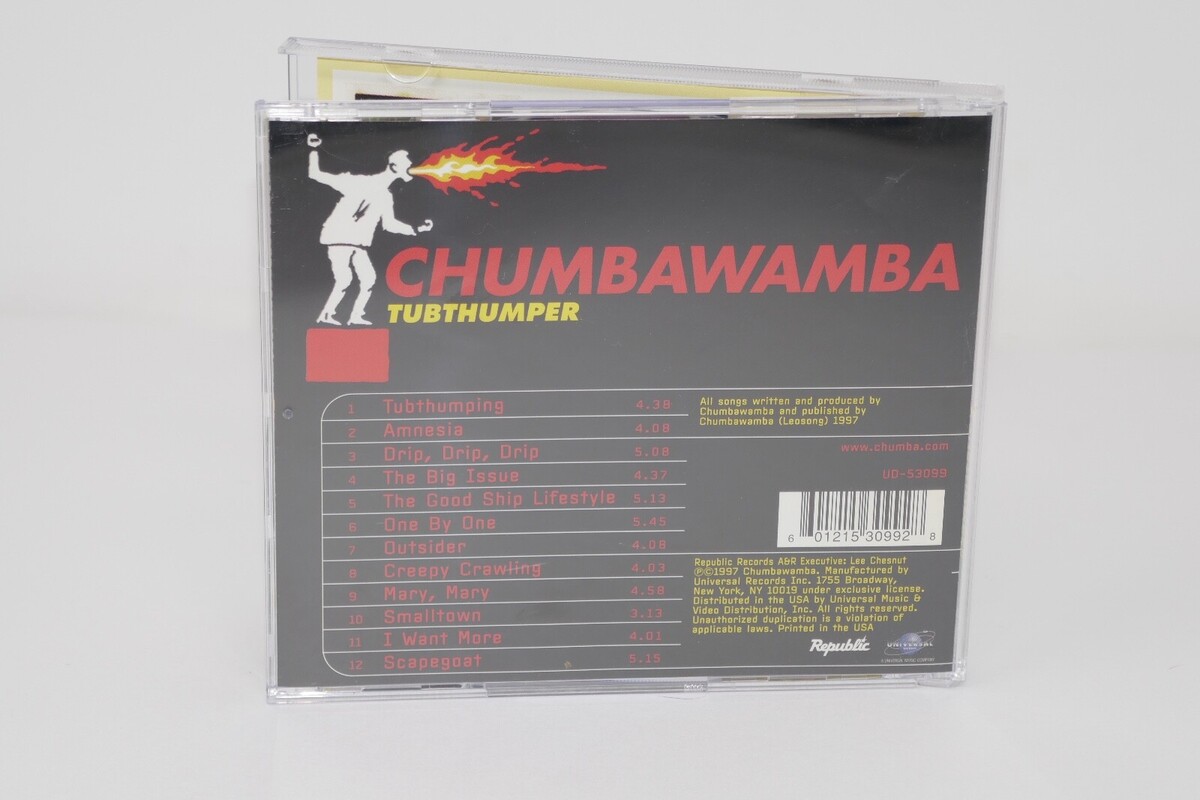 CHUMBAWAMBA
TUBTHUMPER
1 Tubthumping 4.38
2 Amnesia 4.08
3 Drip, Drip, Drip 5.08
4 The Big Issue 4.37
5 The Good Ship Lifestyle 5.13
6 One By One 5.45
7 Outsider 4.08
8 Creepy Crawling 4.03
9 Mary, Mary 4.58
10 Smalltown 3.13
11 I Want More 4.01
12 Scapegoat 5.15
All songs written and produced by
Chumbawamba and published by
Chumbawamba (Leosong) 1997
www.chumba.com
UD-53099
6 01215 30992 8
Republic Records A&R Executive: Lee Chesnut
℗©1997 Chumbawamba. Manufactured by
Universal Records Inc. 1755 Broadway,
New York, NY 10019 under exclusive license.
Distributed in the USA by Universal Music &
Video Distribution, Inc. All rights reserved.
Unauthorized duplication is a violation of
applicable laws. Printed in the USA
Republic
UNIVERSAL
A UNIVERSAL MUSIC COMPANY